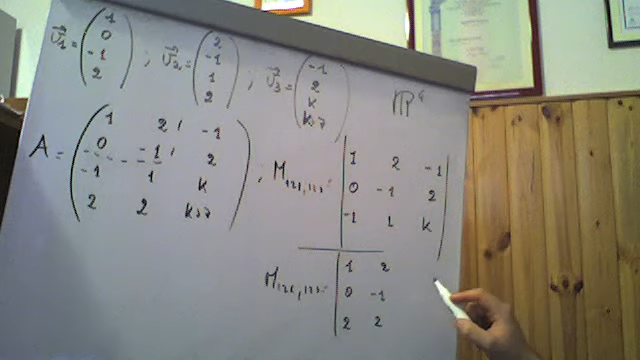 v₁ = (1 0 -1 2) ; v₂ = (2 -1 1 2) ; v₃ = (-1 2 k k+7) ℝ⁴
A = (1 2 -1
0 -1 2
-1 1 k
2 2 k+7) ;
M₁₂₃,₁₂₃ = |1 2 -1
0 -1 2
-1 1 k|
1 2
0 -1
2 2